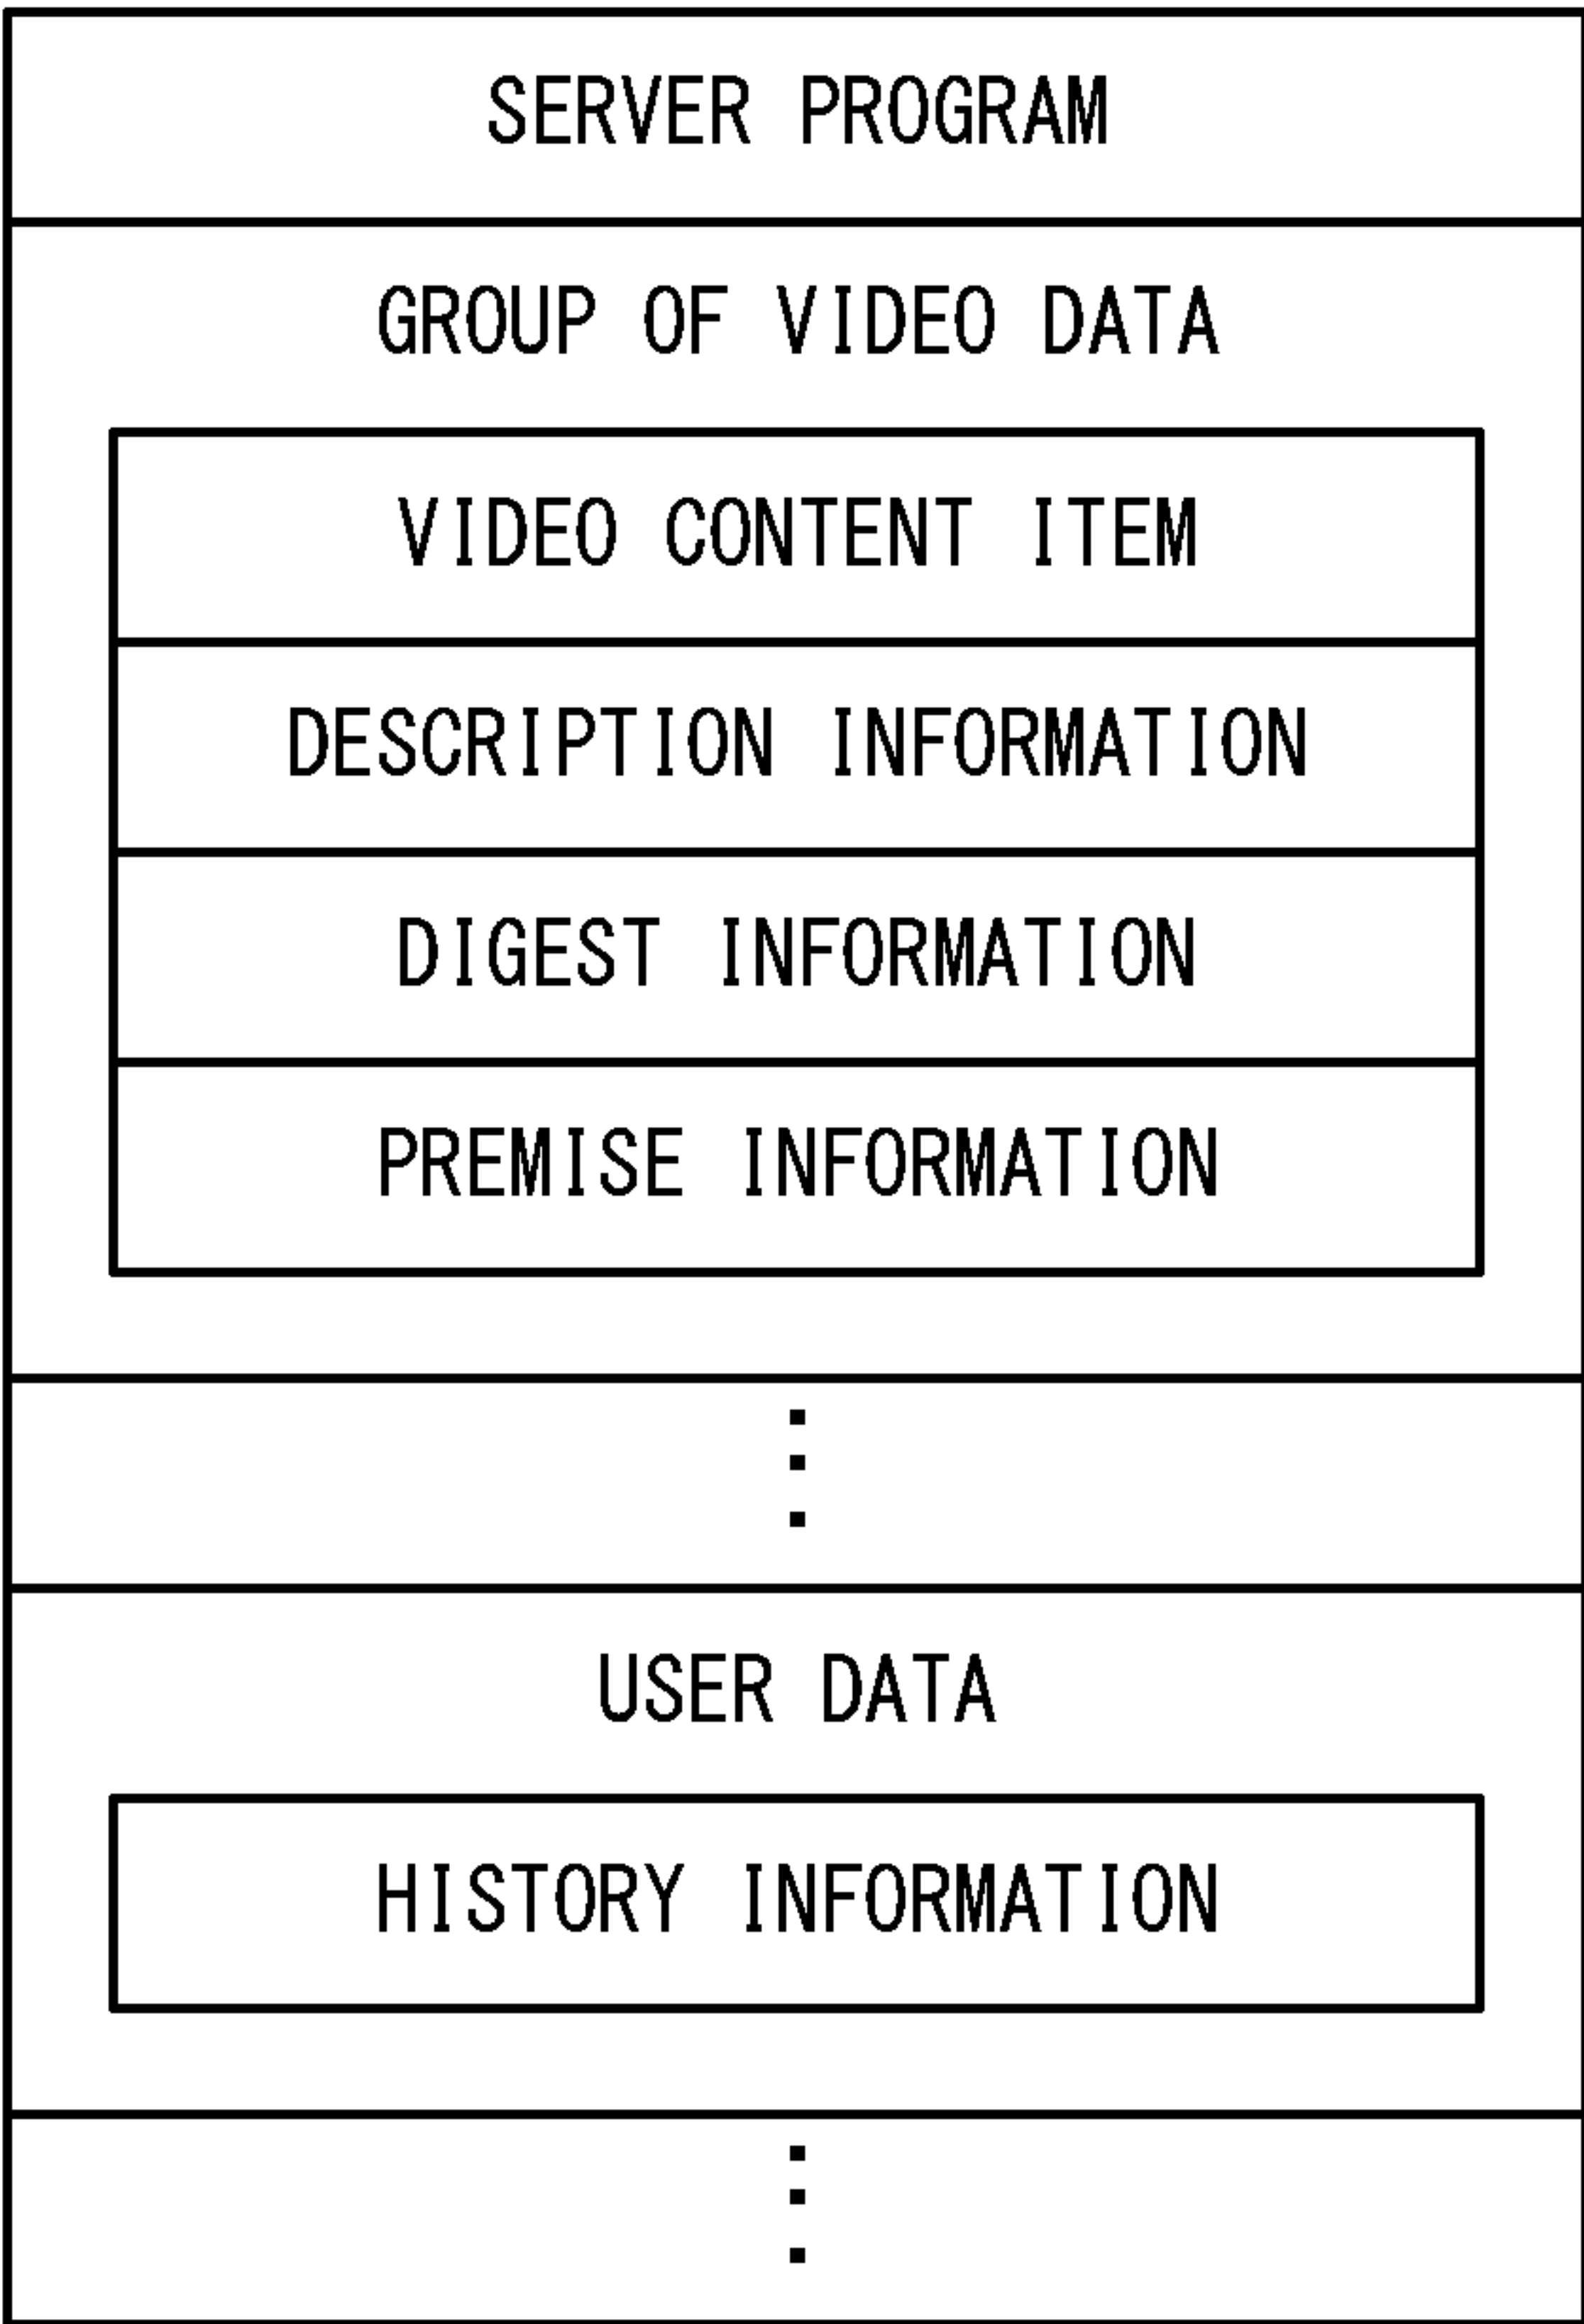 SERVER PROGRAM
GROUP OF VIDEO DATA
VIDEO CONTENT ITEM
DESCRIPTION INFORMATION
DIGEST INFORMATION
PREMISE INFORMATION
USER DATA
HISTORY INFORMATION